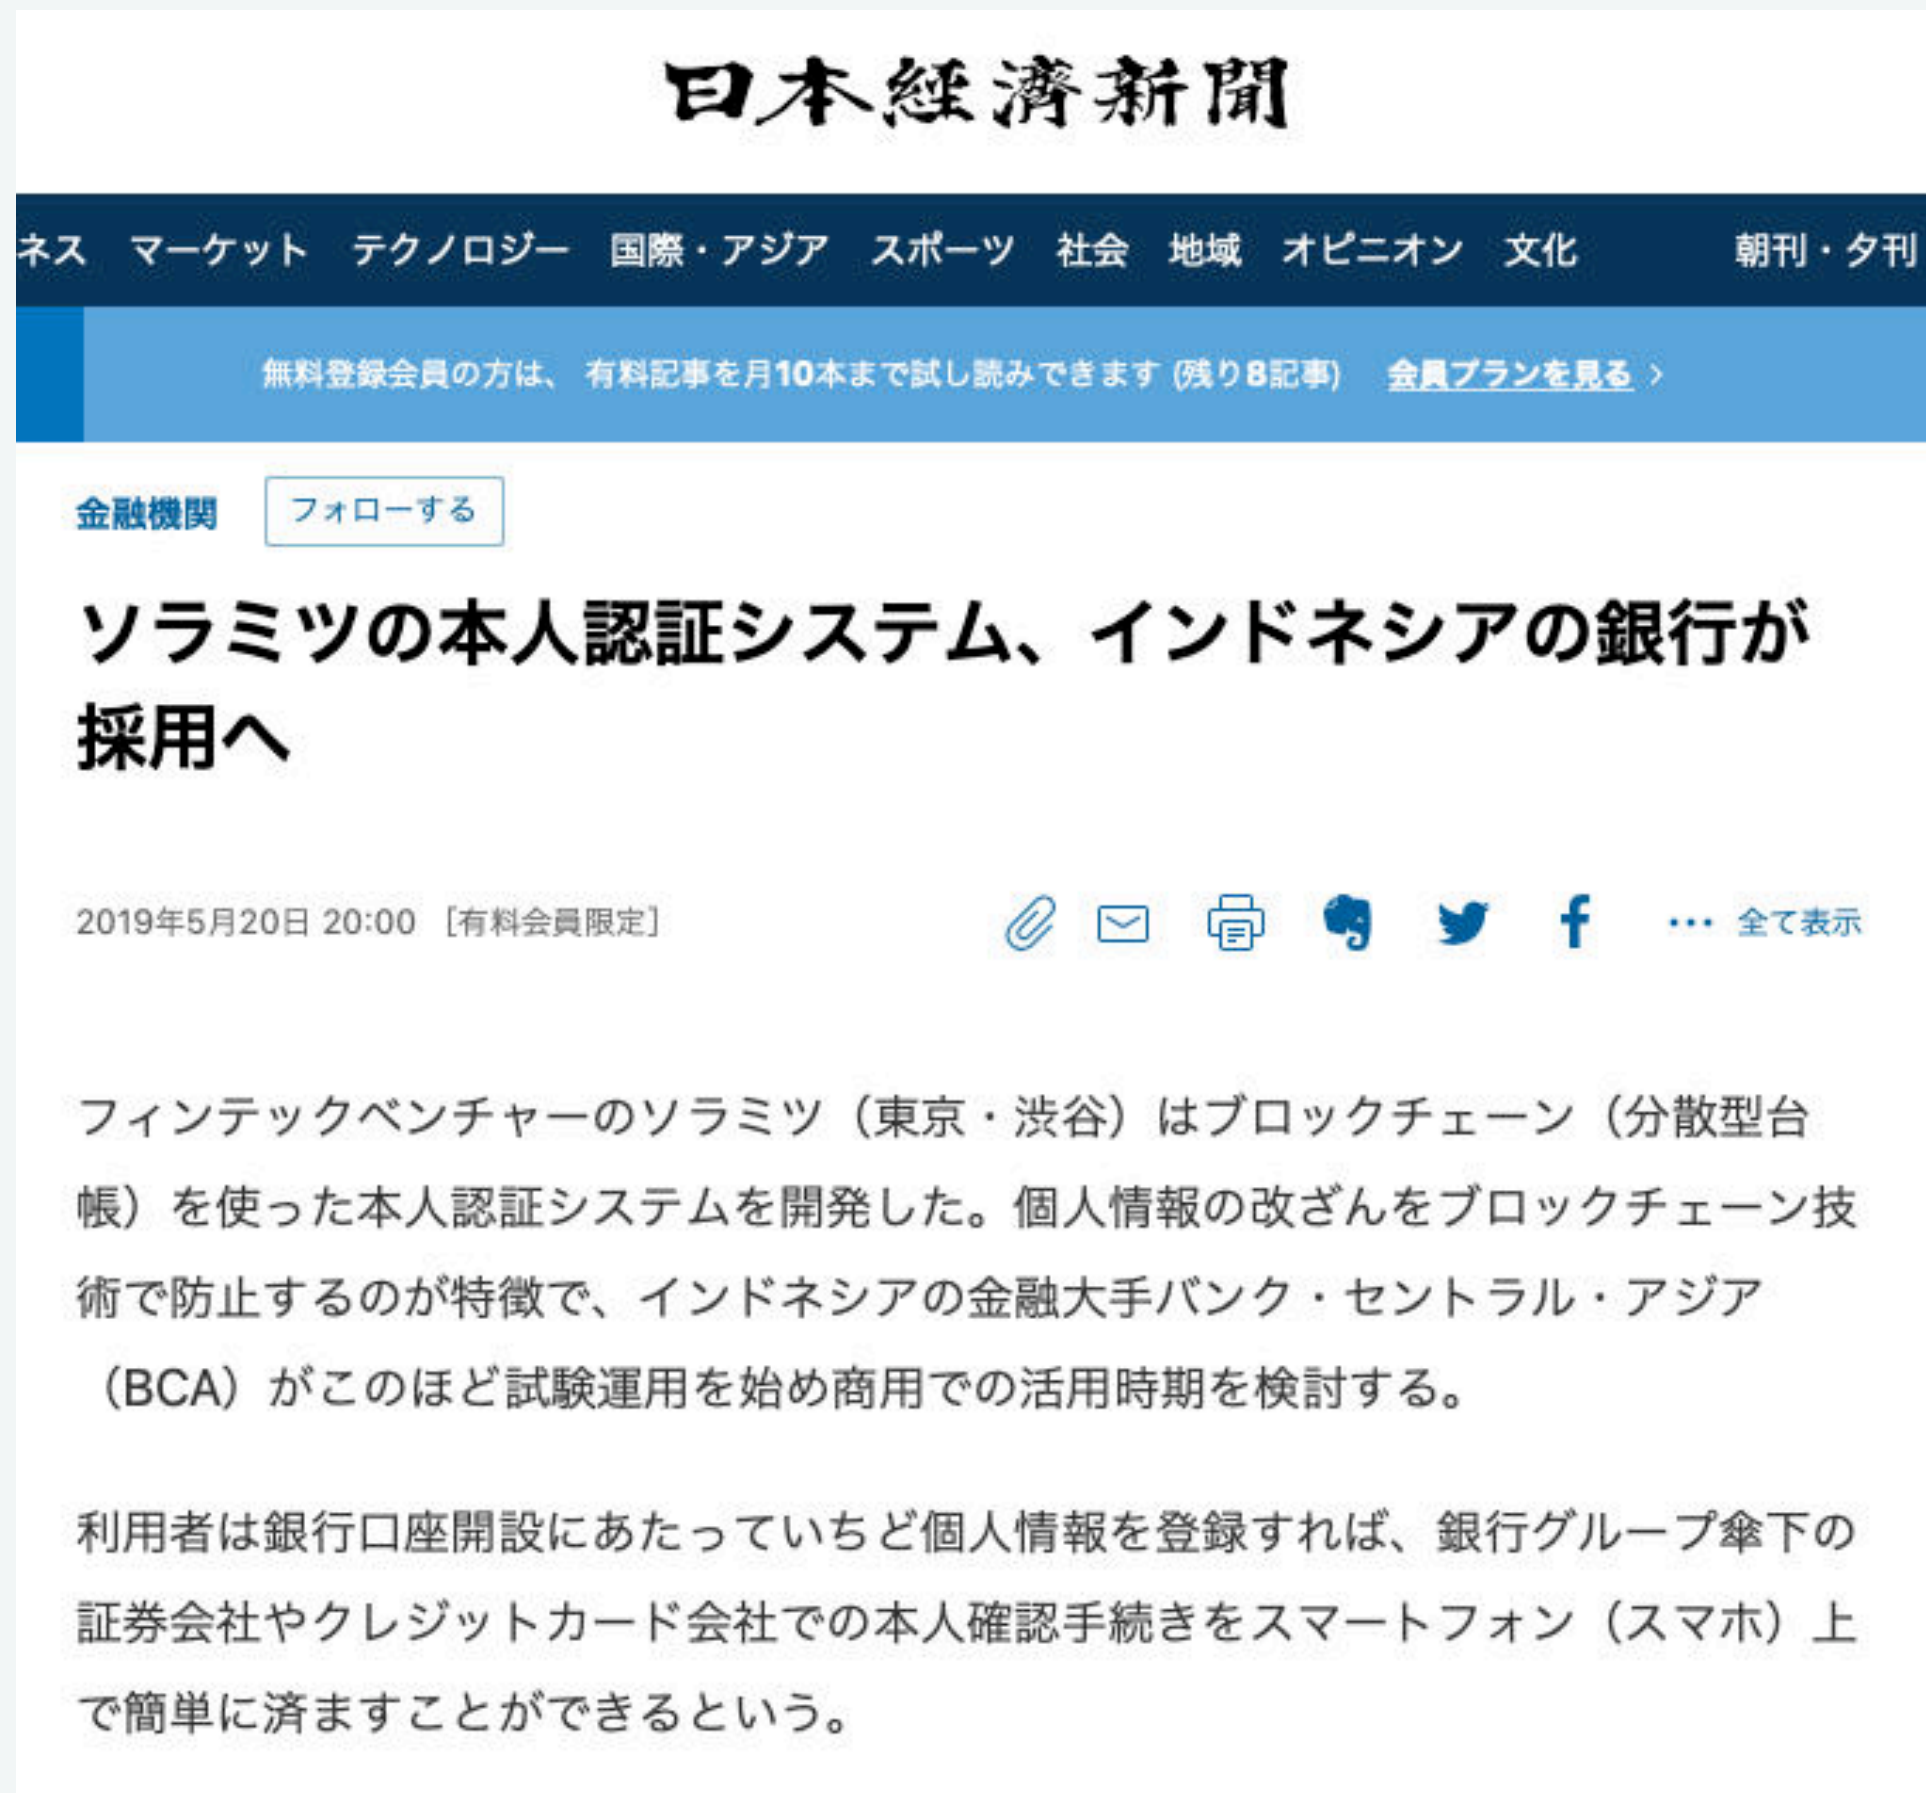 日本経済新聞
ネス マーケット テクノロジー 国際・アジア スポーツ 社会 地域 オピニオン 文化 朝刊・夕刊
無料登録会員の方は、 有料記事を月10本まで試し読みできます (残り8記事) 会員プランを見る >
金融機関 フォローする
ソラミツの本人認証システム、インドネシアの銀行が
採用へ
2019年5月20日 20:00 [有料会員限定] ... 全て表示
フィンテックベンチャーのソラミツ（東京・渋谷）はブロックチェーン（分散型台
帳）を使った本人認証システムを開発した。個人情報の改ざんをブロックチェーン技
術で防止するのが特徴で、インドネシアの金融大手バンク・セントラル・アジア
（BCA）がこのほど試験運用を始め商用での活用時期を検討する。
利用者は銀行口座開設にあたっていちど個人情報を登録すれば、銀行グループ傘下の
証券会社やクレジットカード会社での本人確認手続きをスマートフォン（スマホ）上
で簡単に済ますことができるという。